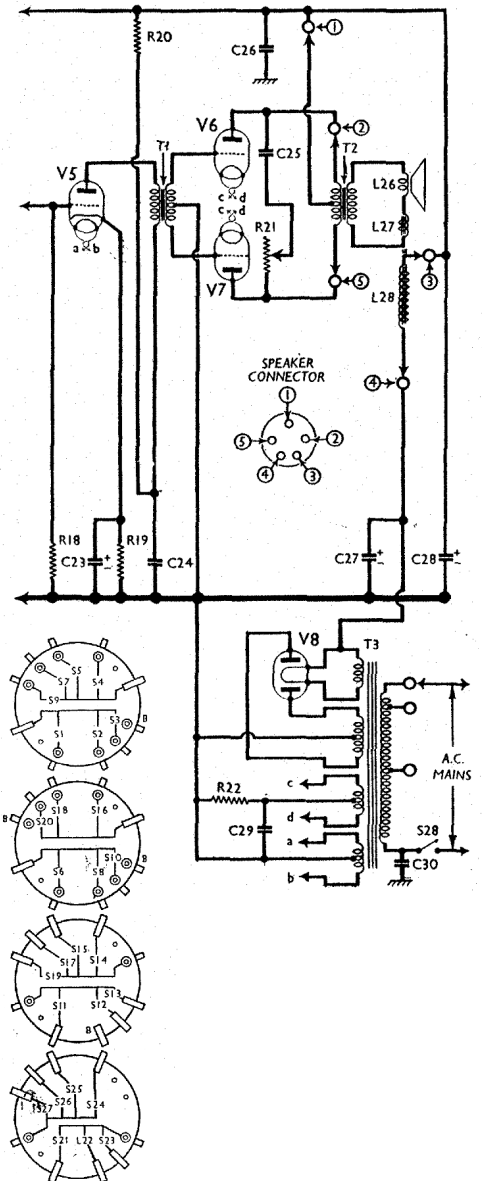 R20
C26
①
V6
②
C25
V5
T1
T2
L26
c d
c d
R21
L27
a b
V7
③
⑤
L28
SPEAKER
CONNECTOR
①
④
⑤
②
④
③
R18
C23
+
-
R19
C24
C27
+
-
C28
+
-
V8
T3
S5
S7
S4
S9
S3
B
S1
S2
A.C.
MAINS
c
R22
d
S28
C29
a
C30
b
B
S18
S16
S20
S10
B
S6
S8
S15
S17
S14
S19
S13
S11
S12
B
S25
S26
S24
S27
S21
L22
S23